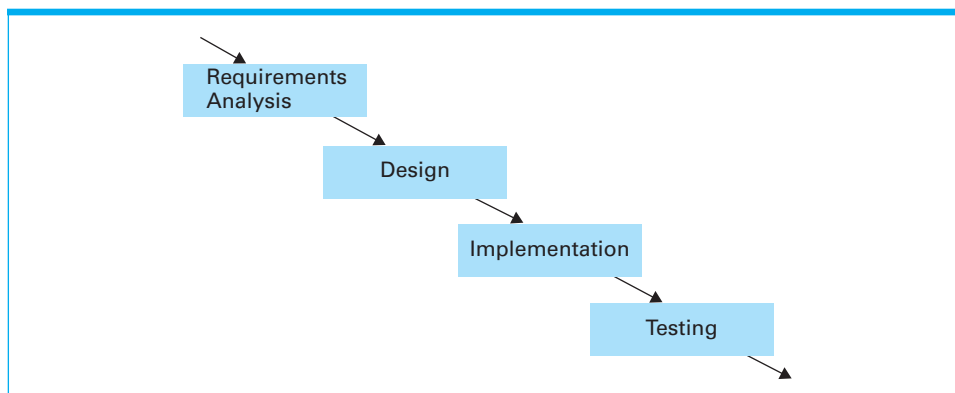 Requirements
Analysis
Design
Implementation
Testing